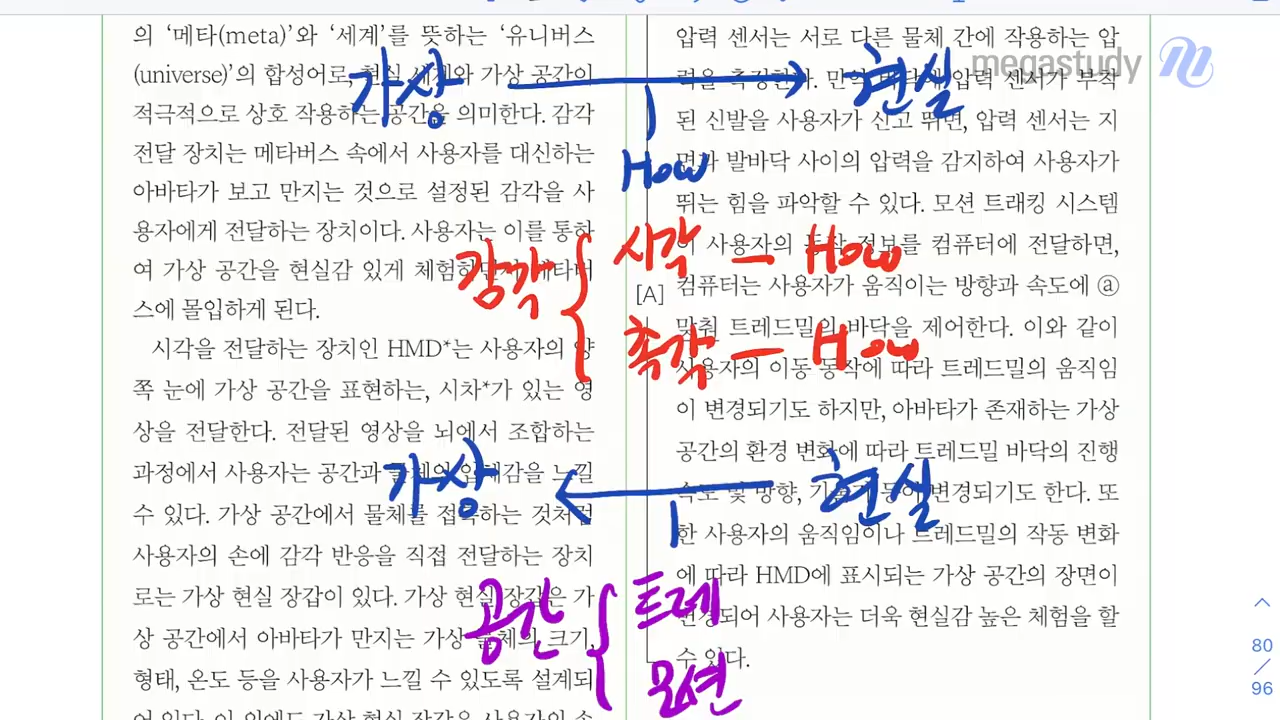 의 ‘메타(meta)’와 ‘세계’를 뜻하는 ‘유니버스
(universe)’의 합성어로, 현실 세계와 가상 공간이
적극적으로 상호 작용하는 공간을 의미한다. 감각
전달 장치는 메타버스 속에서 사용자를 대신하는
아바타가 보고 만지는 것으로 설정된 감각을 사
용자에게 전달하는 장치이다. 사용자는 이를 통하
여 가상 공간을 현실감 있게 체험하면서 메타버
스에 몰입하게 된다.
시각을 전달하는 장치인 HMD*는 사용자의 양
쪽 눈에 가상 공간을 표현하는, 시차*가 있는 영
상을 전달한다. 전달된 영상을 뇌에서 조합하는
과정에서 사용자는 공간과 물체의 입체감을 느낄
수 있다. 가상 공간에서 물체를 접촉하는 것처럼
사용자의 손에 감각 반응을 직접 전달하는 장치
로는 가상 현실 장갑이 있다. 가상 현실 장갑은 가
상 공간에서 아바타가 만지는 가상 물체의 크기,
형태, 온도 등을 사용자가 느낄 수 있도록 설계되
어 있다. 이 외에도 가상 현실 장갑은 사용자의 손
압력 센서는 서로 다른 물체 간에 작용하는 압
력을 측정한다. 만약 바닥에 압력 센서가 부착
된 신발을 사용자가 신고 뛰면, 압력 센서는 지
면과 발바닥 사이의 압력을 감지하여 사용자가
뛰는 힘을 파악할 수 있다. 모션 트래킹 시스템
이 사용자의 동작 정보를 컴퓨터에 전달하면,
컴퓨터는 사용자가 움직이는 방향과 속도에 ⓐ
맞춰 트레드밀의 바닥을 제어한다. 이와 같이
사용자의 이동 동작에 따라 트레드밀의 움직임
이 변경되기도 하지만, 아바타가 존재하는 가상
공간의 환경 변화에 따라 트레드밀 바닥의 진행
속도 및 방향, 기울기 등이 변경되기도 한다. 또
한 사용자의 움직임이나 트레드밀의 작동 변화
에 따라 HMD에 표시되는 가상 공간의 장면이
변경되어 사용자는 더욱 현실감 높은 체험을 할
수 있다.
[A]
megastudy
가상 현실
How
감각 시각 - How
촉각 - How
가상 현실
공간 트레
모션
80
/
96